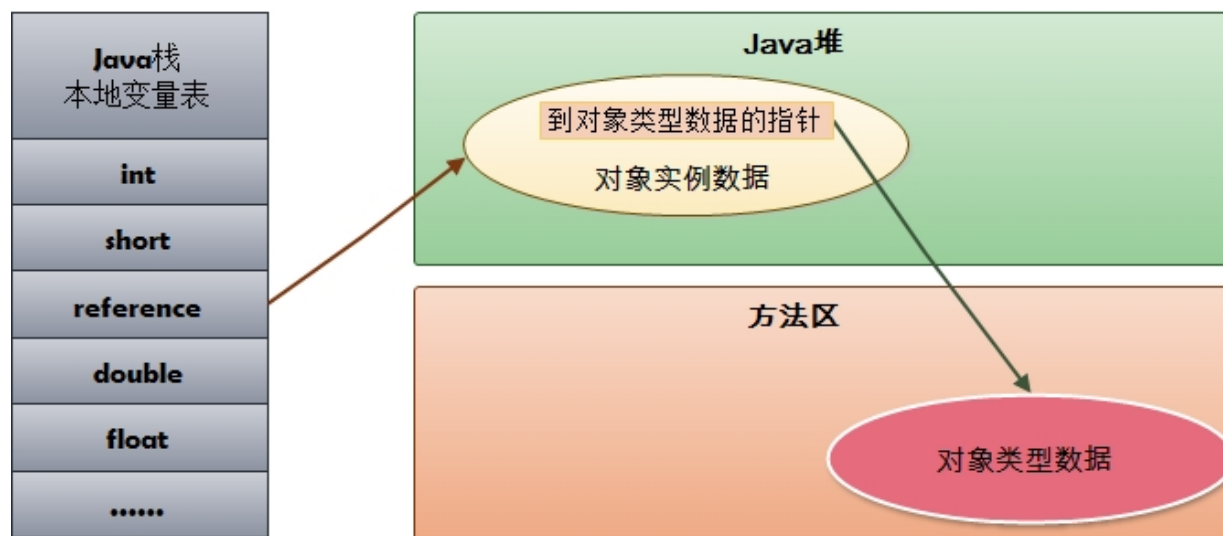 Java栈
本地变量表
int
short
reference
double
float
......
Java堆
到对象类型数据的指针
对象实例数据
方法区
对象类型数据